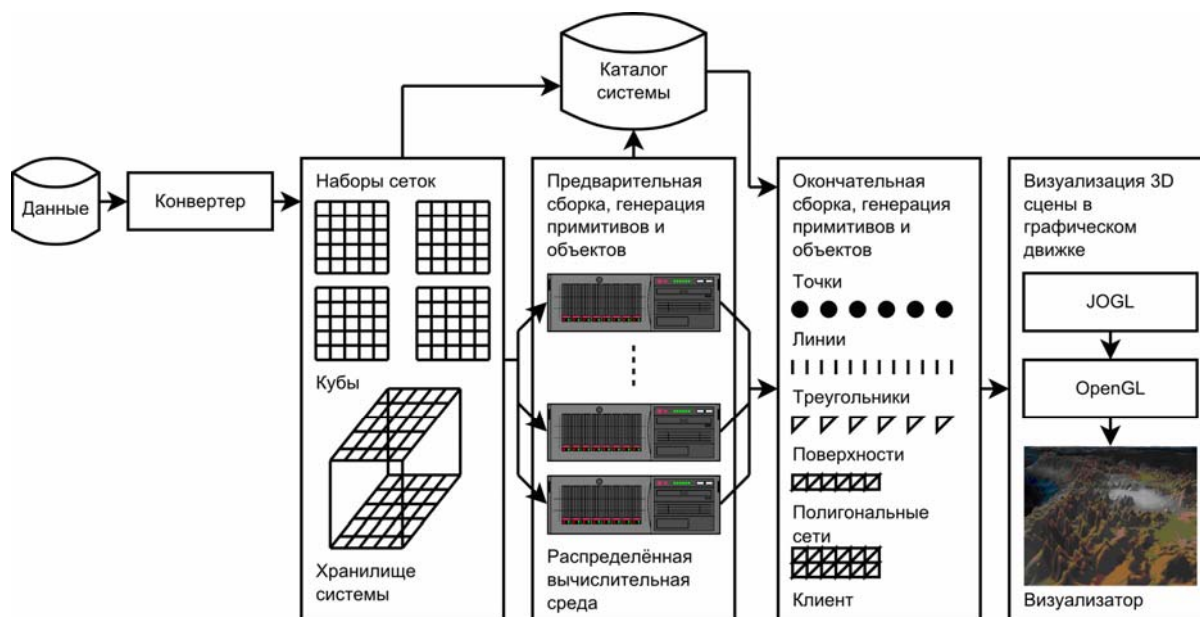 Каталог
системы
Данные
Конвертер
Наборы сеток
Кубы
Хранилище
системы
Предварительная
сборка, генерация
примитивов и
объектов
Распределённая
вычислительная
среда
Окончательная
сборка, генерация
примитивов и
объектов
Точки
Линии
Треугольники
Поверхности
Полигональные
сети
Клиент
Визуализация 3D
сцены в
графическом
движке
JOGL
OpenGL
Визуализатор